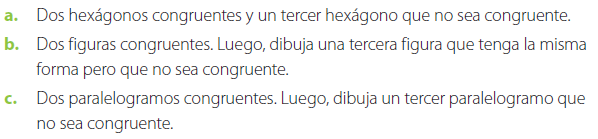 a. Dos hexágonos congruentes y un tercer hexágono que no sea congruente.
b. Dos figuras congruentes. Luego, dibuja una tercera figura que tenga la misma
forma pero que no sea congruente.
c. Dos paralelogramos congruentes. Luego, dibuja un tercer paralelogramo que
no sea congruente.